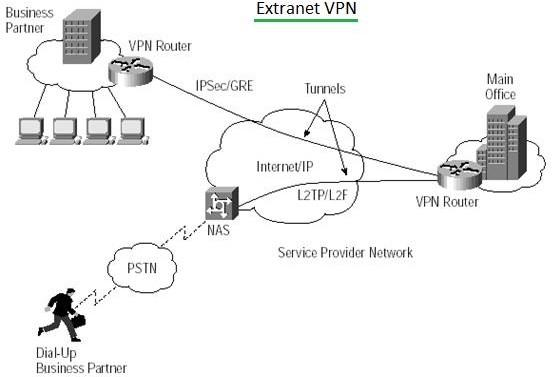 Extranet VPN
Business
Partner
VPN Router
IPSec/GRE
Tunnels
Main
Office
Internet/IP
L2TP/L2F
VPN Router
NAS
Service Provider Network
PSTN
Dial-Up
Business Partner